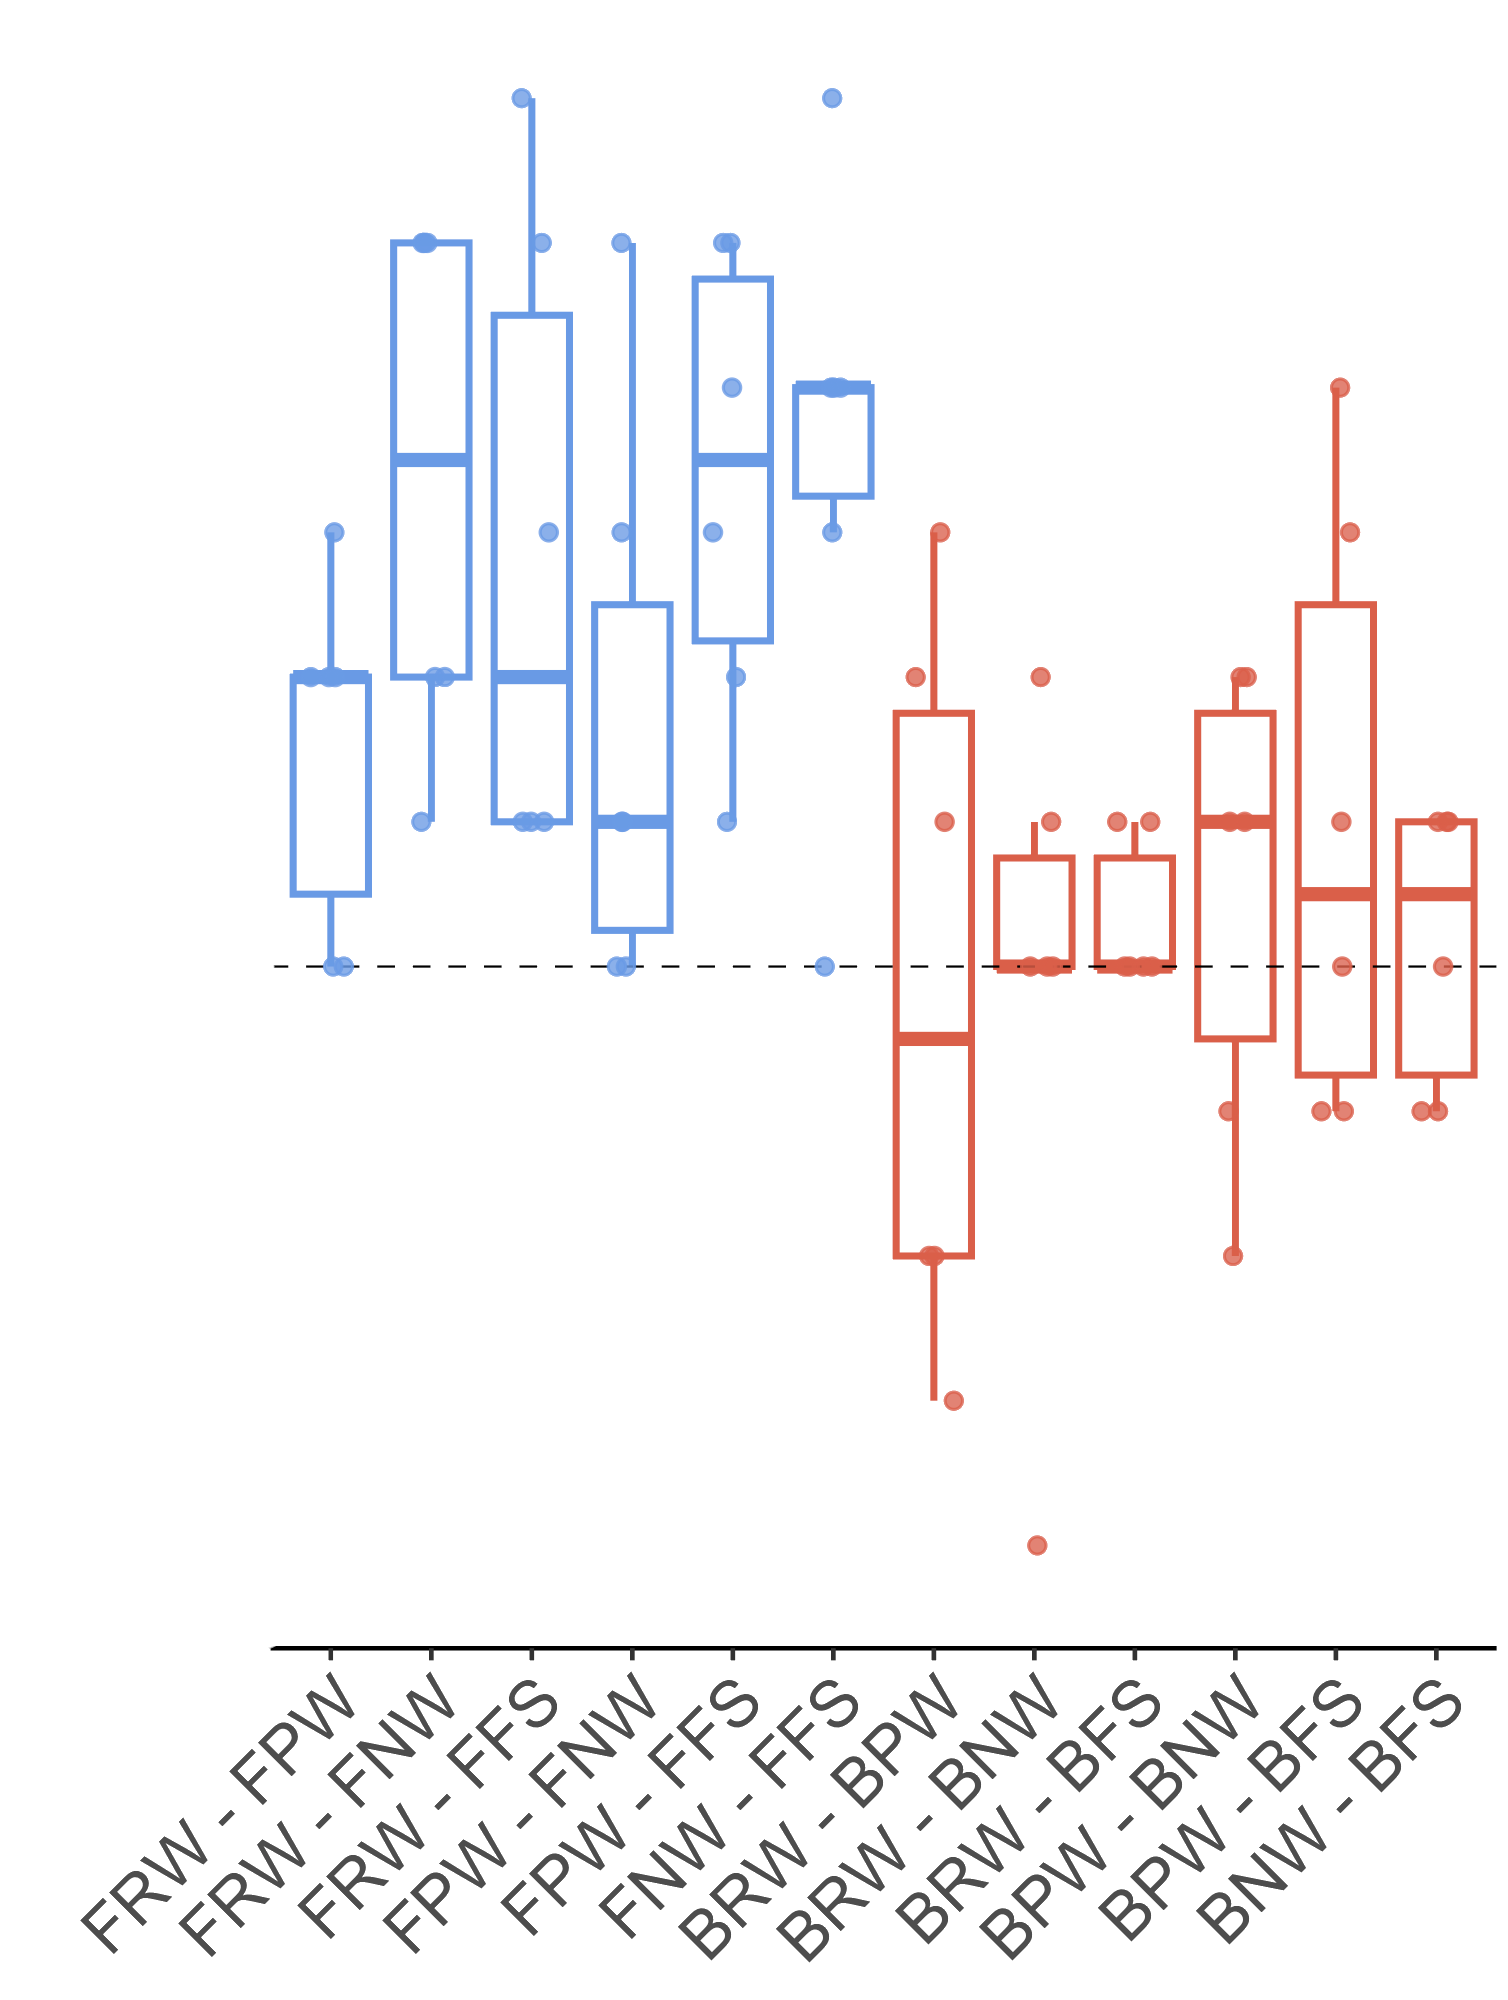 FRW - FPW
FRW - FNW
FRW - FFS
FPW - FNW
FPW - FFS
FNW - FFS
BRW - BPW
BRW - BNW
BRW - BFS
BPW - BNW
BPW - BFS
BNW - BFS